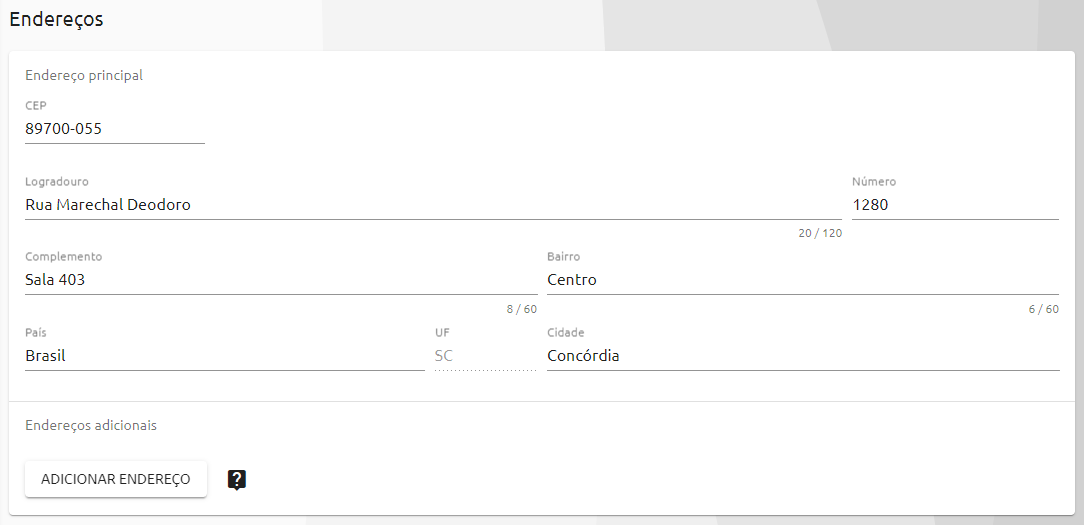 Endereços
Endereço principal
CEP
89700-055
Logradouro
Número
Rua Marechal Deodoro
1280
20 / 120
Complemento
Bairro
Sala 403
Centro
8 / 60
6 / 60
País
UF
Cidade
Brasil
SC
Concórdia
Endereços adicionais
ADICIONAR ENDEREÇO
?